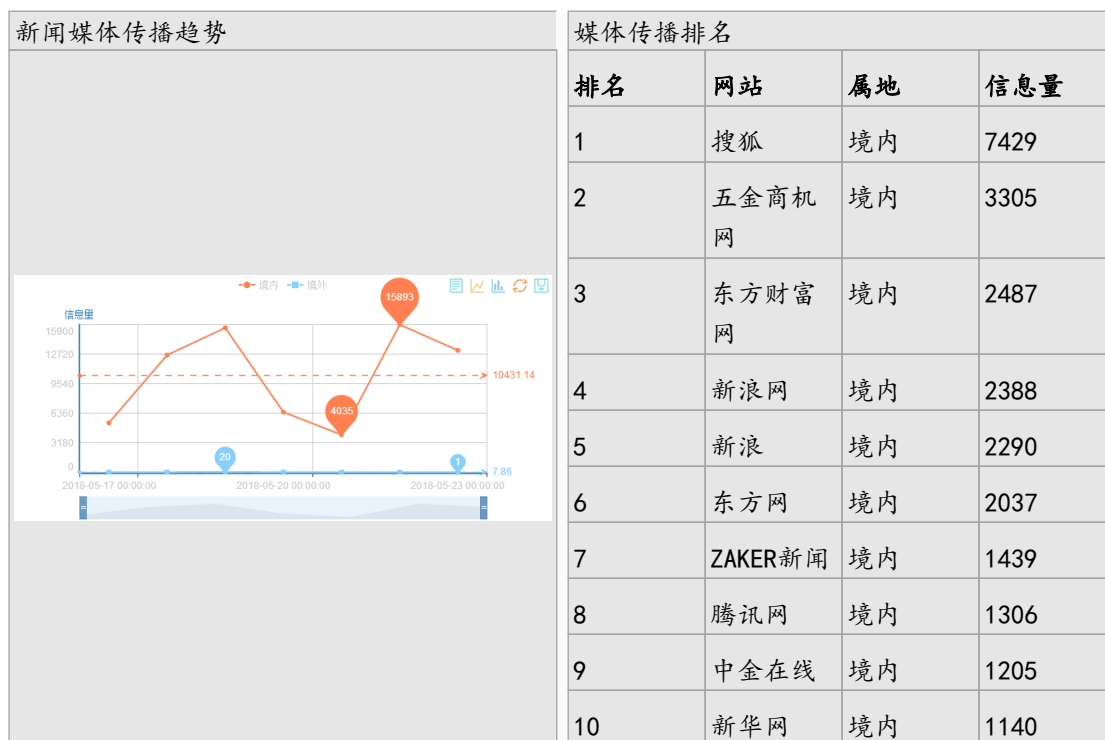 新闻媒体传播趋势
境内 境外
15893
信息量
15900
12720
10431.14
9540
6360
4035
3180
20
1
0
7.86
2018-05-17 00:00:00 2018-05-20 00:00:00 2018-05-23 00:00:00
媒体传播排名
排名 网站 属地 信息量
1 搜狐 境内 7429
2 五金商机 境内 3305
网
3 东方财富 境内 2487
网
4 新浪网 境内 2388
5 新浪 境内 2290
6 东方网 境内 2037
7 ZAKER新闻 境内 1439
8 腾讯网 境内 1306
9 中金在线 境内 1205
10 新华网 境内 1140